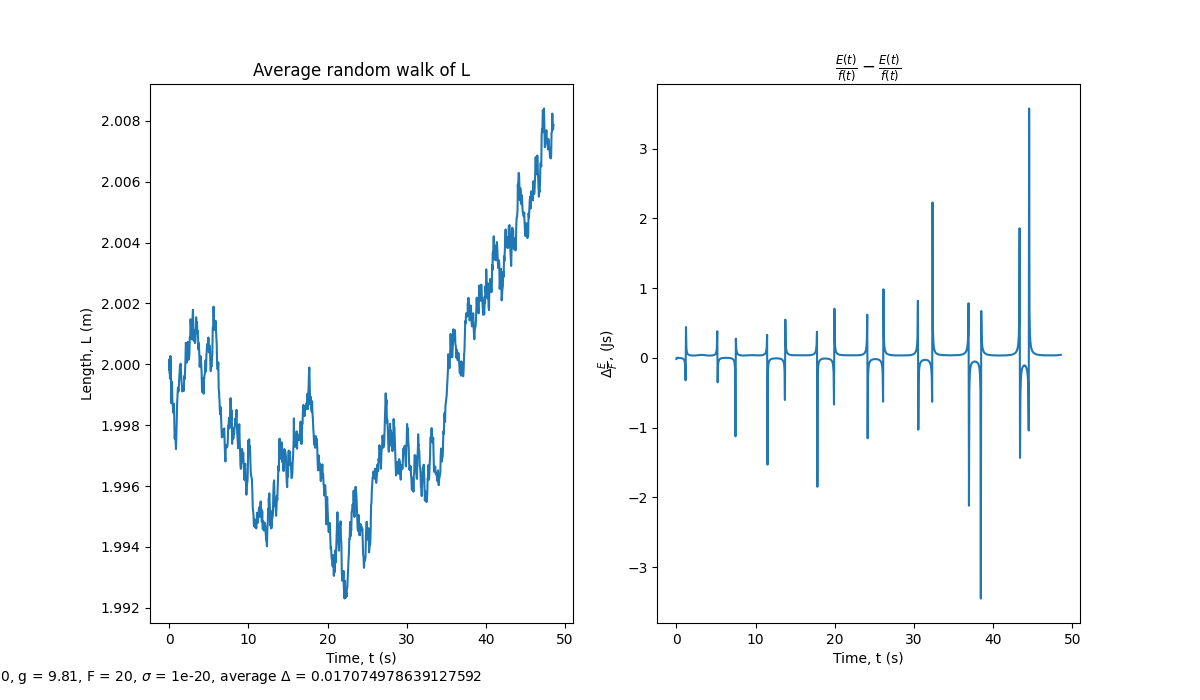 Average random walk of L
2.008
2.006
2.004
2.002
2.000
1.998
1.996
1.994
1.992
0 10 20 30 40 50
Length, L (m)
Time, t (s)
E(t)/f(t) − E(t)/f(t)
3
2
1
0
−1
−2
−3
0 10 20 30 40 50
Δ E/F, (Js)
Time, t (s)
0, g = 9.81, F = 20, σ = 1e-20, average Δ = 0.017074978639127592